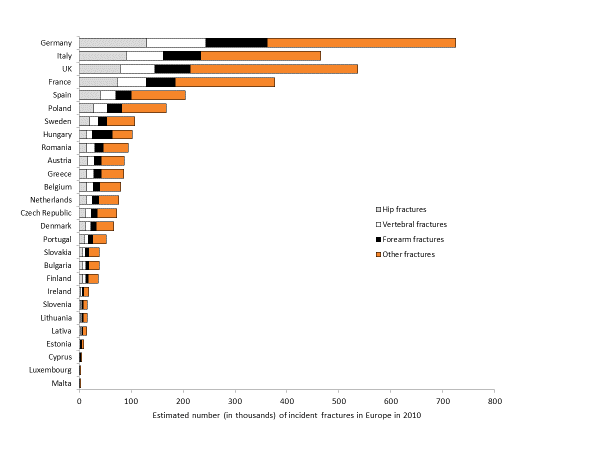 Germany
Italy
UK
France
Spain
Poland
Sweden
Hungary
Romania
Austria
Greece
Belgium
Netherlands
Czech Republic
Denmark
Portugal
Slovakia
Bulgaria
Finland
Ireland
Slovenia
Lithuania
Lativa
Estonia
Cyprus
Luxembourg
Malta
Hip fractures
Vertebral fractures
Forearm fractures
Other fractures
0 100 200 300 400 500 600 700 800
Estimated number (in thousands) of incident fractures in Europe in 2010